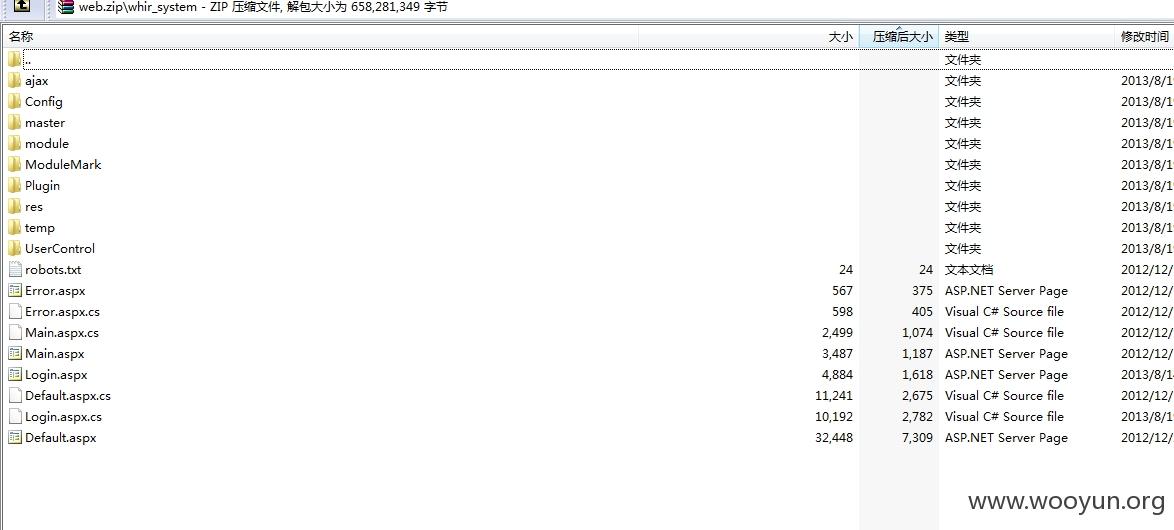 web.zip\whir_system - ZIP 压缩文件, 解包大小为 658,281,349 字节
名称 大小 压缩后大小 类型 修改时间
.. 文件夹
ajax 文件夹 2013/8/1
Config 文件夹 2013/8/1
master 文件夹 2013/8/1
module 文件夹 2013/8/1
ModuleMark 文件夹 2013/8/1
Plugin 文件夹 2013/8/1
res 文件夹 2013/8/1
temp 文件夹 2013/8/1
UserControl 文件夹 2013/8/1
robots.txt 24 24 文本文档 2012/12/
Error.aspx 567 375 ASP.NET Server Page 2012/12/
Error.aspx.cs 598 405 Visual C# Source file 2012/12/
Main.aspx.cs 2,499 1,074 Visual C# Source file 2012/12/
Main.aspx 3,487 1,187 ASP.NET Server Page 2012/12/
Login.aspx 4,884 1,618 ASP.NET Server Page 2013/8/1
Default.aspx.cs 11,241 2,675 Visual C# Source file 2012/12/
Login.aspx.cs 10,192 2,782 Visual C# Source file 2013/8/1
Default.aspx 32,448 7,309 ASP.NET Server Page 2012/12/
www.wooyun.org